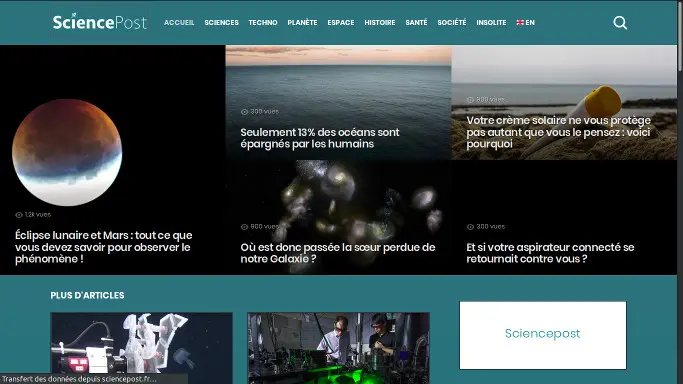 SciencePost
ACCUEIL SCIENCES TECHNO PLANÈTE ESPACE HISTOIRE SANTÉ SOCIÉTÉ INSOLITE EN
1.2k vues
Éclipse lunaire et Mars : tout ce que
vous devez savoir pour observer le
phénomène !
300 vues
Seulement 13% des océans sont
épargnés par les humains
900 vues
Votre crème solaire ne vous protège
pas autant que vous le pensez : voici
pourquoi
900 vues
Où est donc passée la sœur perdue de
notre Galaxie ?
300 vues
Et si votre aspirateur connecté se
retournait contre vous ?
PLUS D'ARTICLES
Sciencepost
Transfert des données depuis sciencepost.fr…